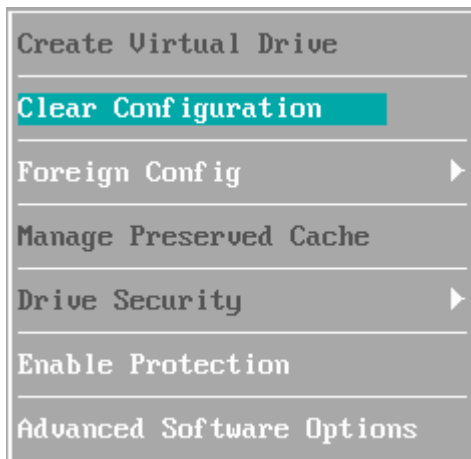 Create Virtual Drive
Clear Configuration
Foreign Config
Manage Preserved Cache
Drive Security
Enable Protection
Advanced Software Options